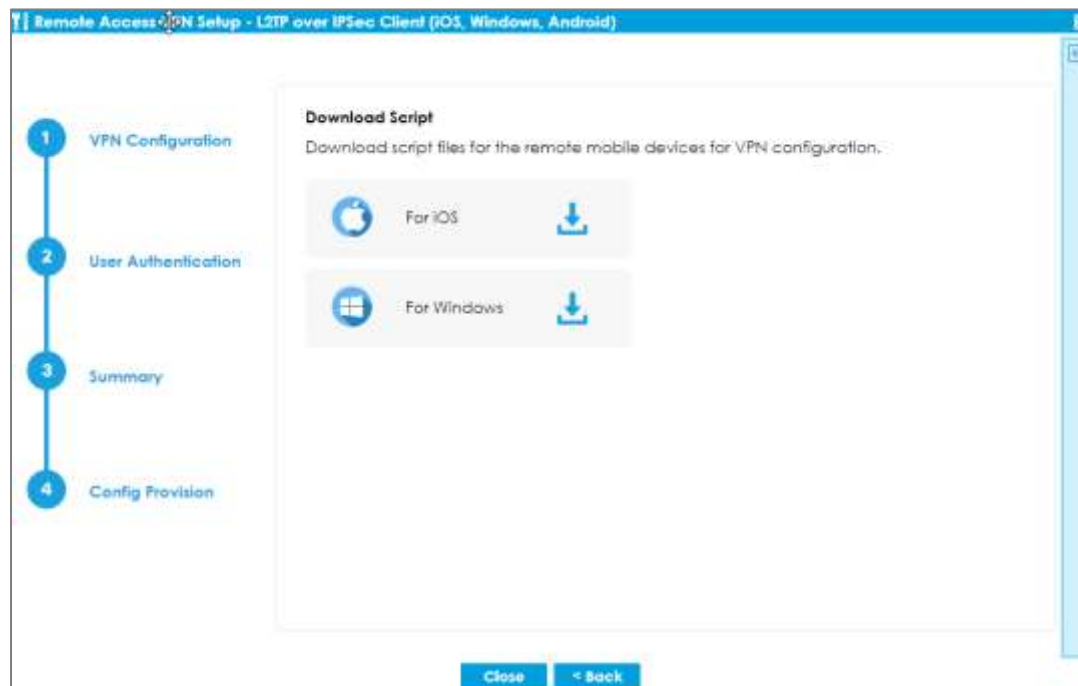 Remote Access VPN Setup - L2TP over IPSec Client (iOS, Windows, Android)
1 VPN Configuration
2 User Authentication
3 Summary
4 Config Provision
Download Script
Download script files for the remote mobile devices for VPN configuration.
For iOS
For Windows
Close
< Back